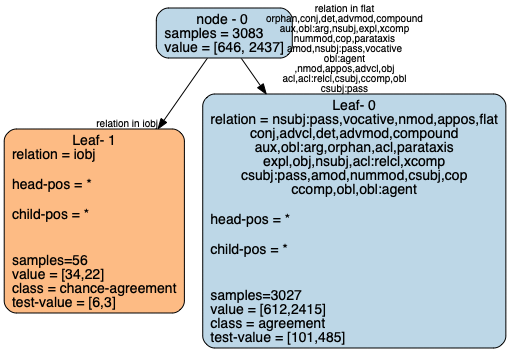 node - 0
samples = 3083
value = [646, 2437]
relation in flat
orphan,conj,det,advmod,compound
aux,obl:arg,nsubj,expl,xcomp
nummod,cop,parataxis
amod,nsubj:pass,vocative
obl:agent
,nmod,appos,advcl,obj
acl,acl:relcl,csubj,ccomp,obl
csubj:pass
relation in iobj
Leaf- 1
relation = iobj
head-pos = *
child-pos = *
samples=56
value = [34,22]
class = chance-agreement
test-value = [6,3]
Leaf- 0
relation = nsubj:pass,vocative,nmod,appos,flat
conj,advcl,det,advmod,compound
aux,obl:arg,orphan,acl,parataxis
expl,obj,nsubj,acl:relcl,xcomp
csubj:pass,amod,nummod,csubj,cop
ccomp,obl,obl:agent
head-pos = *
child-pos = *
samples=3027
value = [612,2415]
class = agreement
test-value = [101,485]